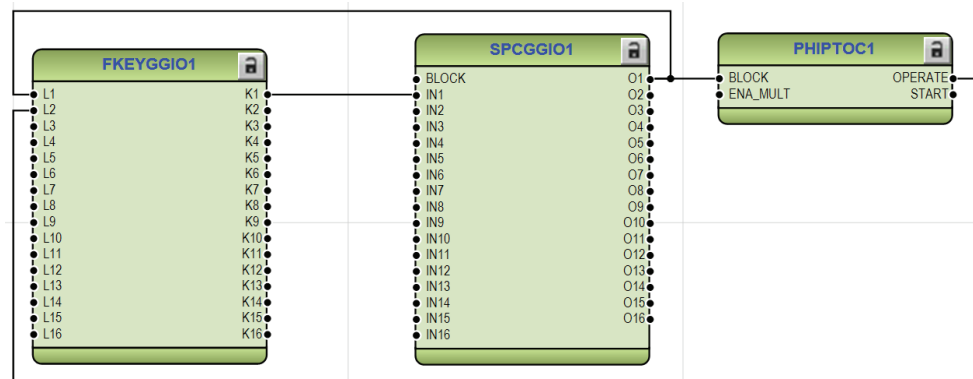 FKEYGGIO1
L1 K1
L2 K2
L3 K3
L4 K4
L5 K5
L6 K6
L7 K7
L8 K8
L9 K9
L10 K10
L11 K11
L12 K12
L13 K13
L14 K14
L15 K15
L16 K16
SPCGGIO1
BLOCK O1
IN1 O2
IN2 O3
IN3 O4
IN4 O5
IN5 O6
IN6 O7
IN7 O8
IN8 O9
IN9 O10
IN10 O11
IN11 O12
IN12 O13
IN13 O14
IN14 O15
IN15 O16
IN16
PHIPTOC1
BLOCK OPERATE
ENA_MULT START